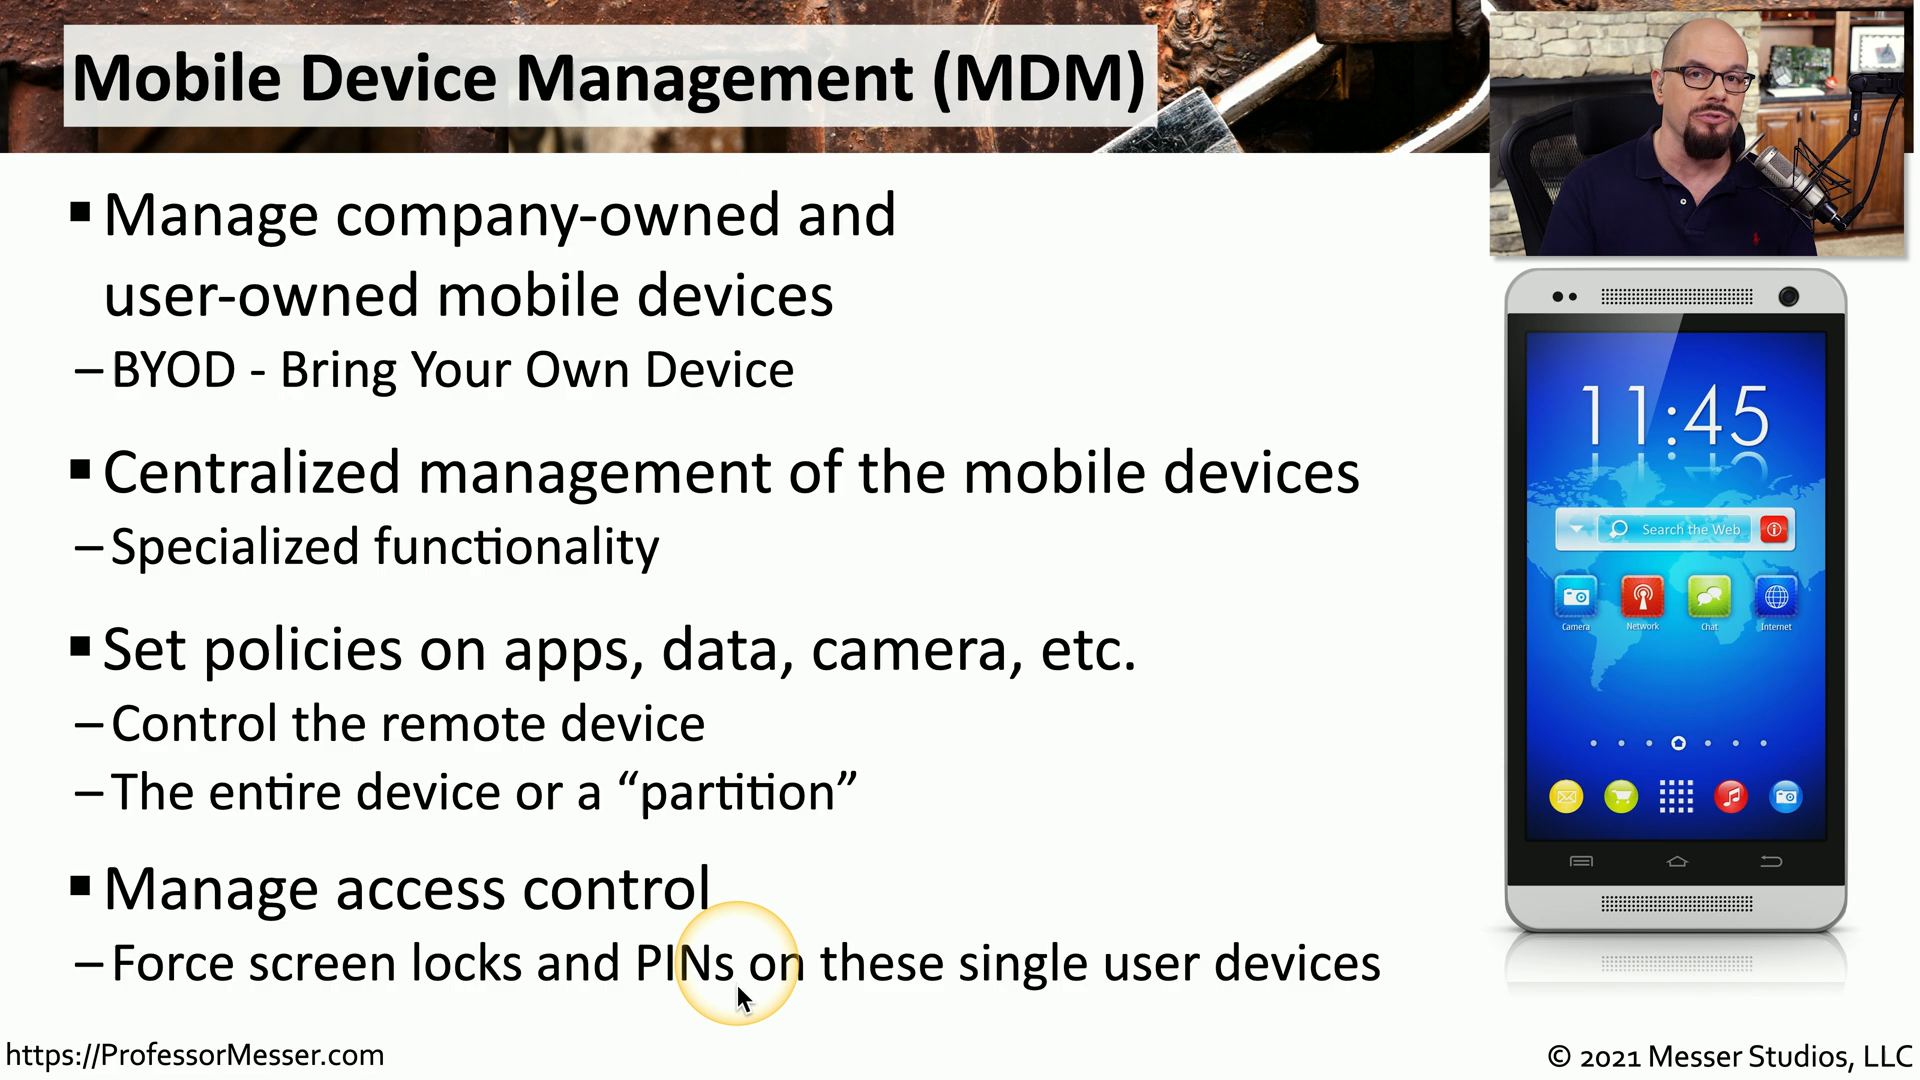 Mobile Device Management (MDM)
▪ Manage company-owned and
user-owned mobile devices
– BYOD - Bring Your Own Device
▪ Centralized management of the mobile devices
– Specialized functionality
▪ Set policies on apps, data, camera, etc.
– Control the remote device
– The entire device or a “partition”
▪ Manage access control
– Force screen locks and PINs on these single user devices
11:45
Search the Web
Camera Network Chat Internet
https://ProfessorMesser.com
© 2021 Messer Studios, LLC